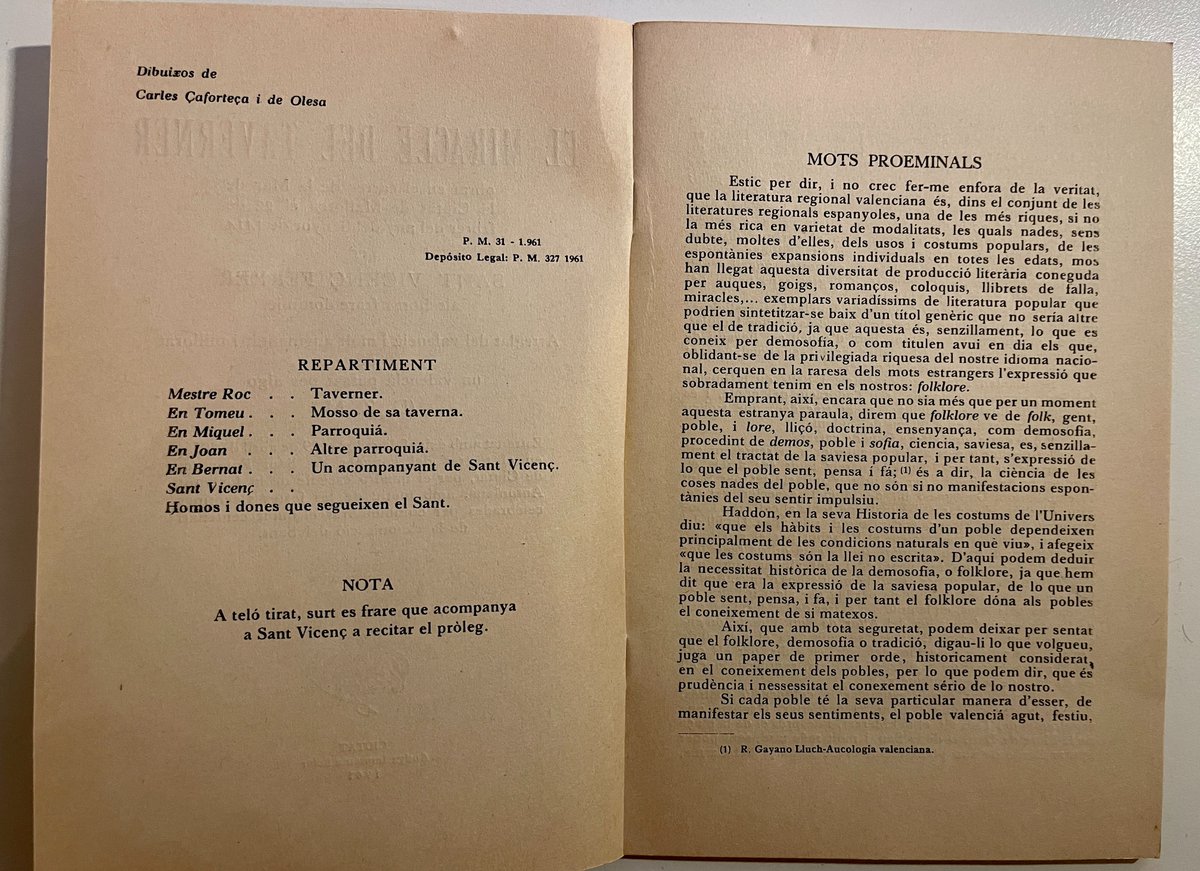 Dibuixos de
Carles Çaforteça i de Olesa
EL MIRACLE DEL TAVERNER
P. M. 31 - 1.961
Depósito Legal: P. M. 327 1961
REPARTIMENT
Mestre Roc . . Taverner.
En Tomeu . . . Mosso de sa taverna.
En Miquel . . . Parroquiá.
En Joan . . . Altre parroquiá.
En Bernat . . . Un acompanyant de Sant Vicenç.
Sant Vicenç . .
Homos i dones que segueixen el Sant.
NOTA
A teló tirat, surt es frare que acompanya
a Sant Vicenç a recitar el pròleg.
MOTS PROEMINALS
Estic per dir, i no crec fer-me enfora de la veritat,
que la literatura regional valenciana és, dins el conjunt de les
literatures regionals espanyoles, una de les més riques, si no
la més rica en varietat de modalitats, les quals nades, sens
dubte, moltes d'elles, dels usos i costums populars, de les
espontànies expansions individuals en totes les edats, mos
han llegat aquesta diversitat de producció literària coneguda
per auques, goigs, romanços, coloquis, llibrets de falla,
miracles,... exemplars variadíssims de literatura popular que
podrien sintetitzar-se baix d'un títol genèric que no seria altre
que el de tradició, ja que aquesta és, senzillament, lo que es
coneix per demosofia, o com titulen avui en dia els que,
oblidant-se de la privilegiada riquesa del nostre idioma nacio-
nal, cerquen en la raresa dels mots estrangers l'expressió que
sobradament tenim en els nostros: folklore.
Emprant, així, encara que no sia més que per un moment
aquesta estranya paraula, direm que folklore ve de folk, gent,
poble, i lore, lliçó, doctrina, ensenyança, com demosofia,
procedint de demos, poble i sofia, ciencia, saviesa, es, senzilla-
ment el tractat de la saviesa popular, i per tant, s'expressio de
lo que el poble sent, pensa i fá; (1) és a dir, la ciència de les
coses nades del poble, que no són si no manifestacions espon-
tànies del seu sentir impulsiu.
Haddon, en la seva Historia de les costums de l'Univers
diu: «que els hàbits i les costums d'un poble dependeixen
principalment de les condicions naturals en què viu», i afegeix
«que les costums són la llei no escrita». D'aquí podem deduir
la necessitat històrica de la demosofia, o folklore, ja que hem
dit que era la expressió de la saviesa popular, de lo que un
poble sent, pensa, i fa, i per tant el folklore dóna als pobles
el coneixement de si matexos.
Així, que amb tota seguretat, podem deixar per sentat
que el folklore, demosofia o tradició, digau-li lo que volgueu,
juga un paper de primer orde, historicament considerat,
en el coneixement dels pobles, per lo que podem dir, que és
prudència i nessessitat el conexement sério de lo nostro.
Si cada poble té la seva particular manera d'esser, de
manifestar els seus sentiments, el poble valenciá agut, festiu,
(1) R. Gayano Lluch-Aucologia valenciana.